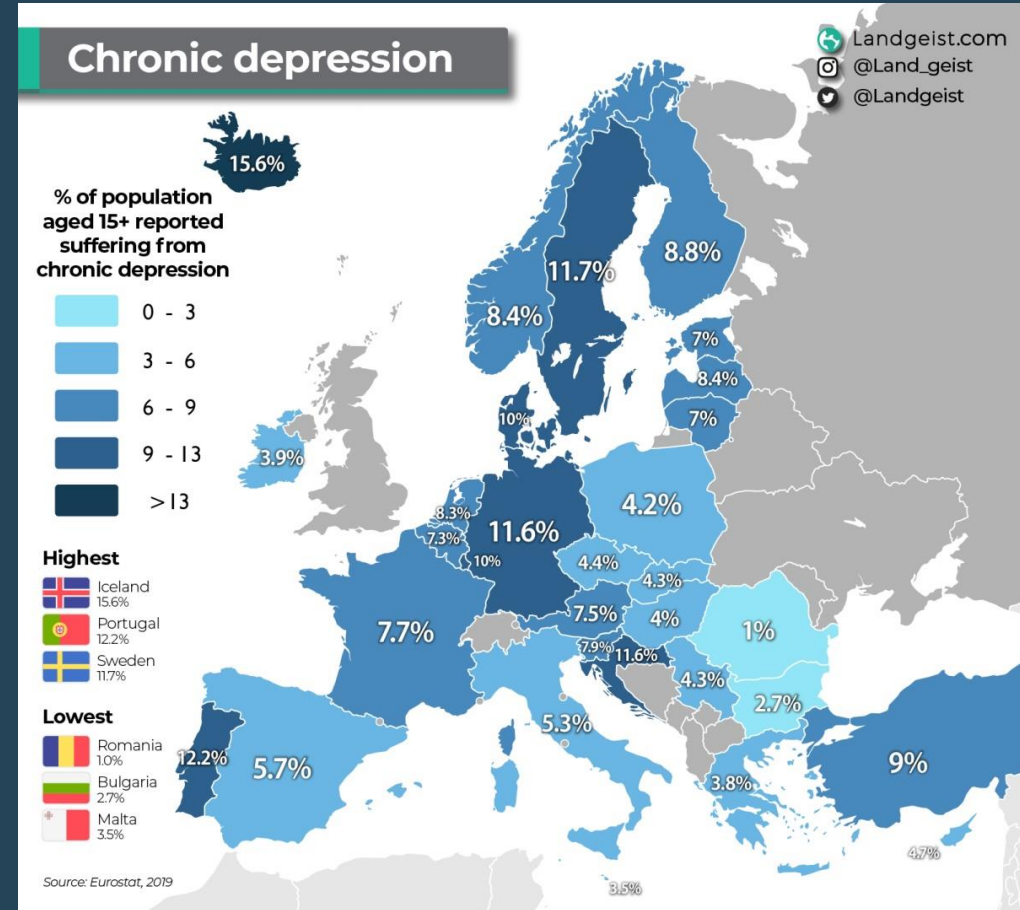 Chronic depression
Landgeist.com
@Land_geist
@Landgeist
% of population
aged 15+ reported
suffering from
chronic depression
0 - 3
3 - 6
6 - 9
9 - 13
>13
Highest
Iceland
15.6%
Portugal
12.2%
Sweden
11.7%
Lowest
Romania
1.0%
Bulgaria
2.7%
Malta
3.5%
Source: Eurostat, 2019
15.6%
11.7%
8.8%
8.4%
7%
8.4%
7%
10%
3.9%
4.2%
8.3%
11.6%
7.3%
10%
4.4%
4.3%
7.7%
7.5%
4%
1%
7.9%
11.6%
4.3%
2.7%
5.3%
12.2%
5.7%
9%
3.8%
4.7%
3.5%